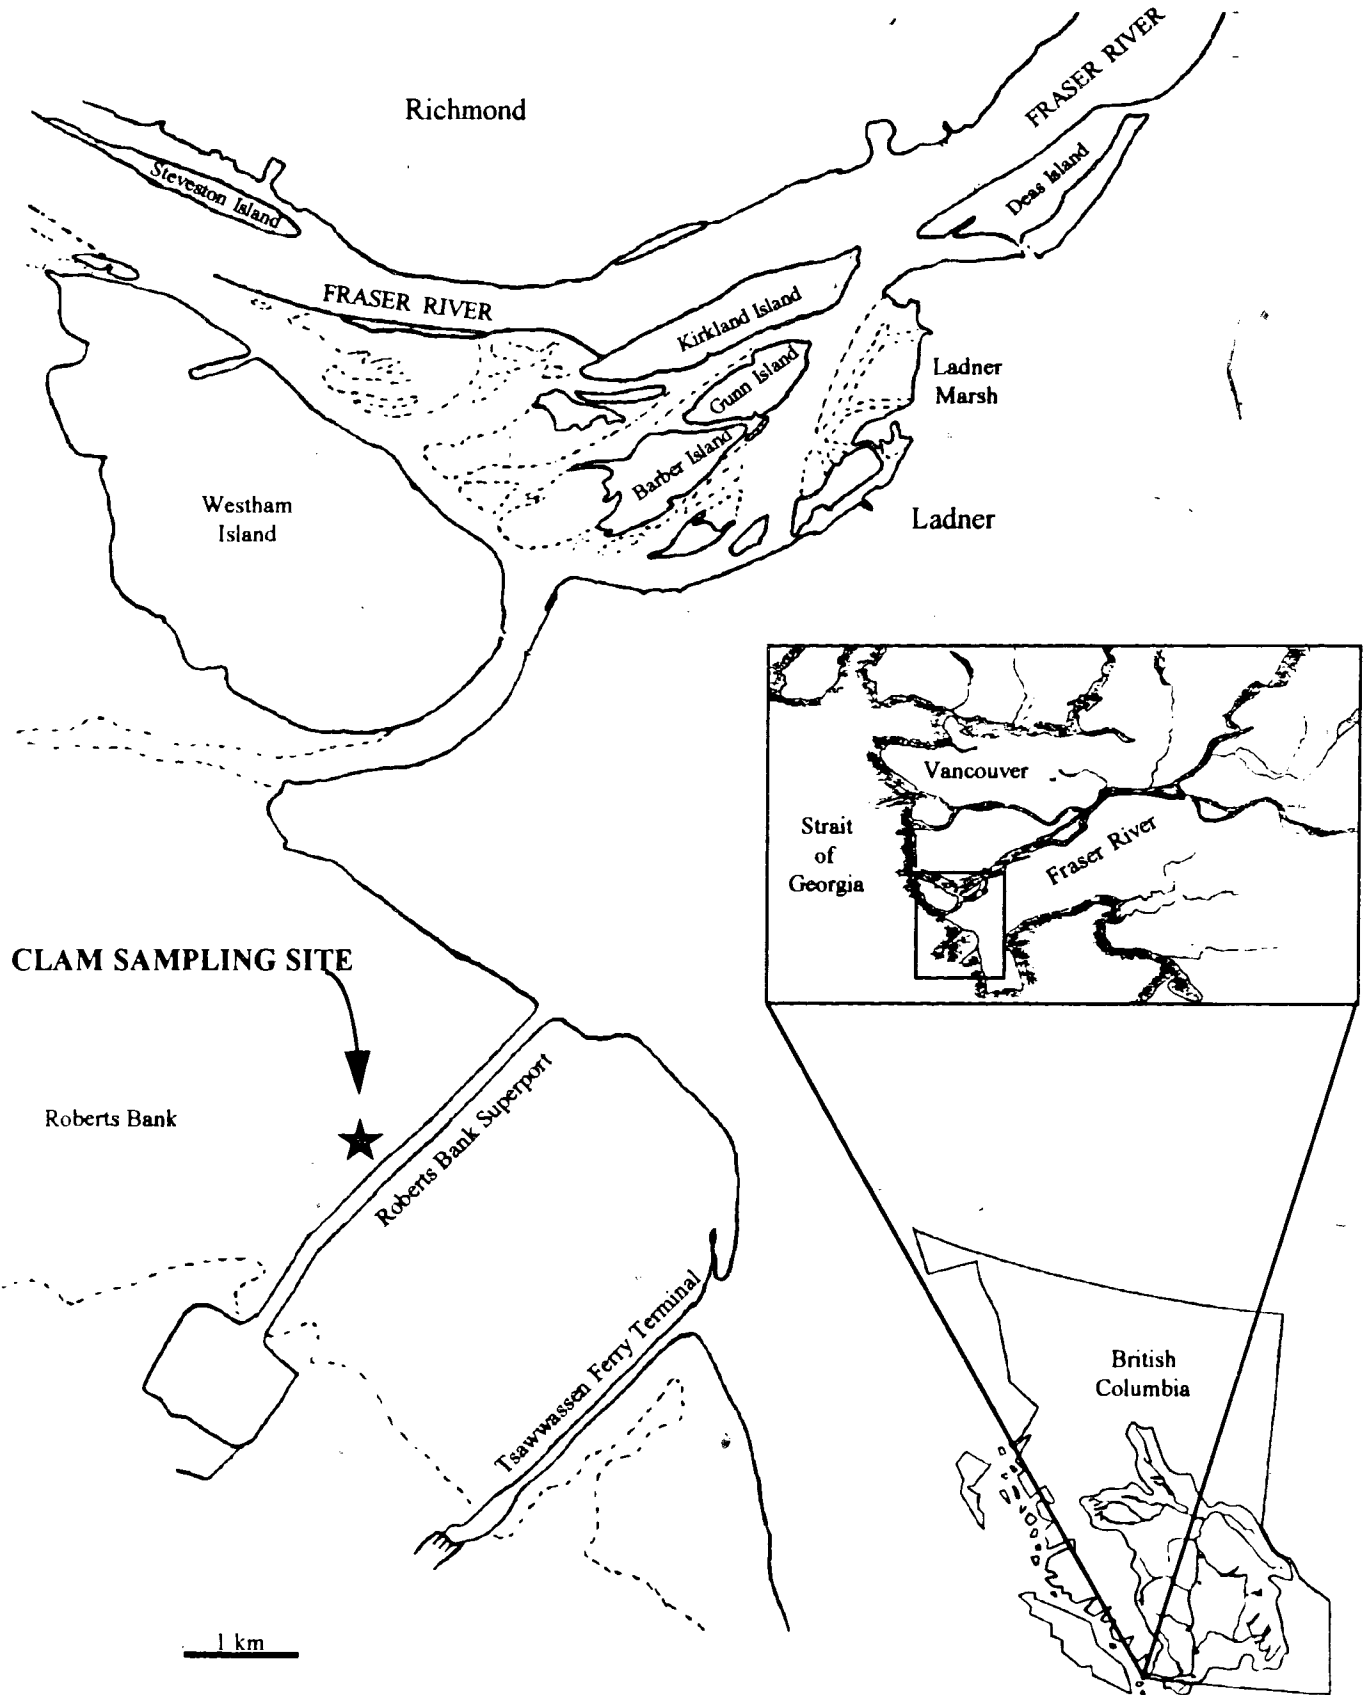 FRASER RIVER
Richmond
Deas Island
Steveston Island
FRASER RIVER
Kirkland Island
Gunn Island
Ladner
Marsh
Barber Island
Westham
Island
Ladner
Vancouver
Strait
of
Georgia
Fraser River
CLAM SAMPLING SITE
Roberts Bank
Roberts Bank Superport
Tsawwassen Ferry Terminal
British
Columbia
1 km